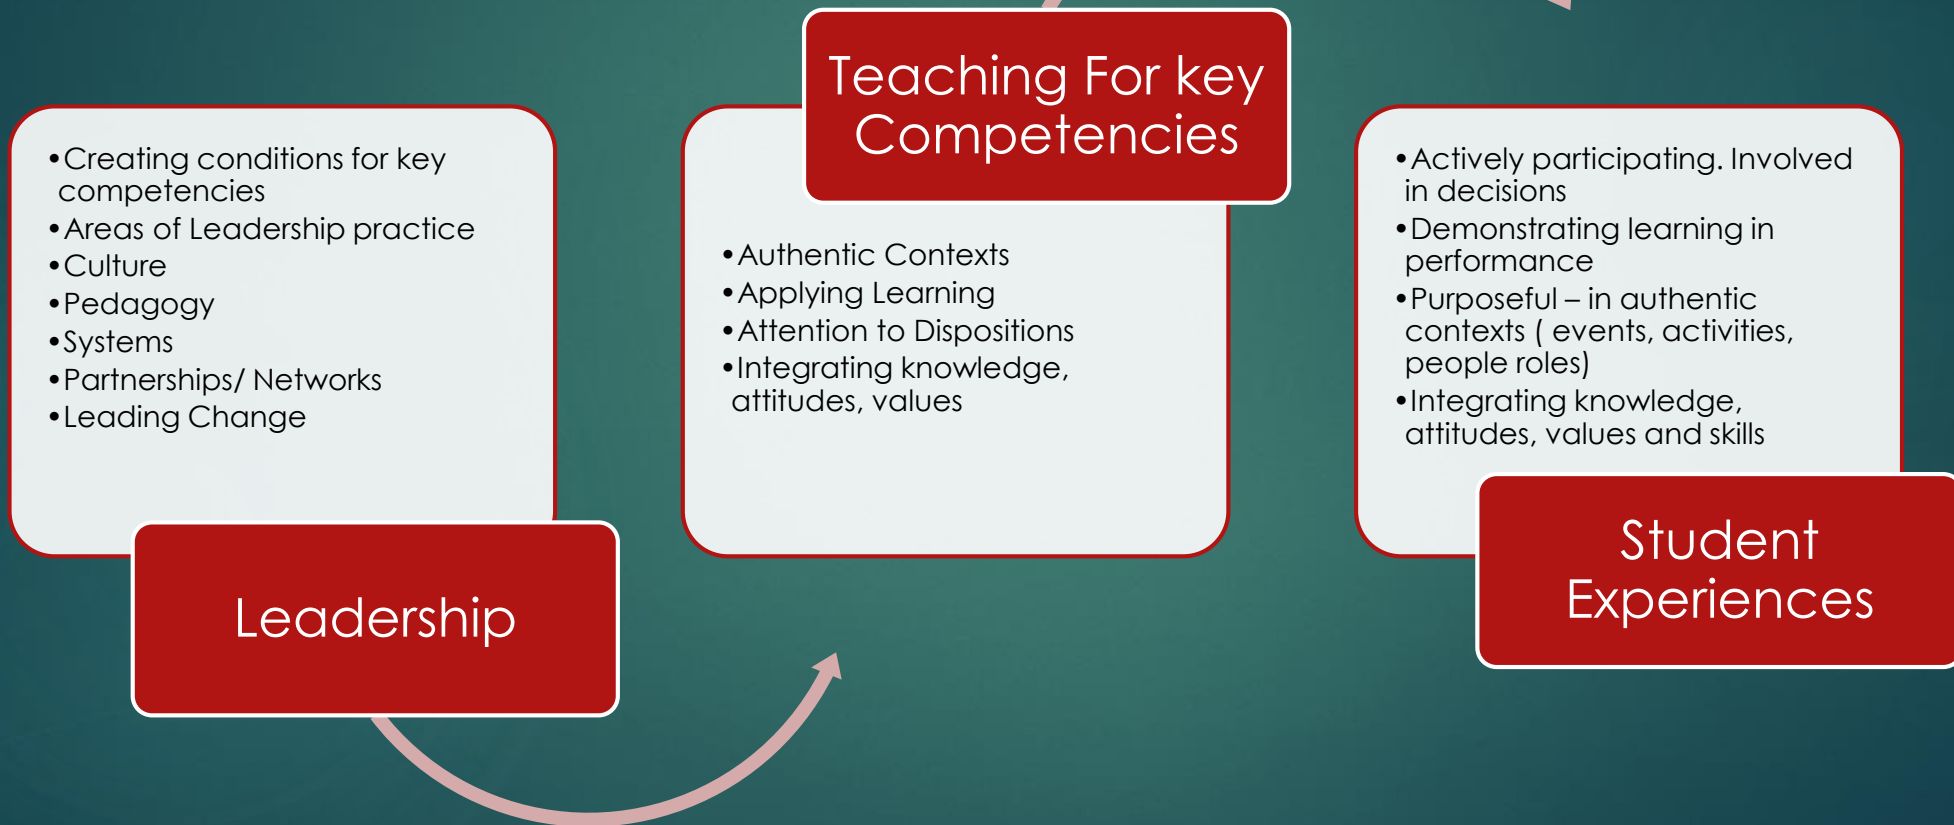 •Creating conditions for key
competencies
•Areas of Leadership practice
•Culture
•Pedagogy
•Systems
•Partnerships/ Networks
•Leading Change
Leadership
Teaching For key
Competencies
•Authentic Contexts
•Applying Learning
•Attention to Dispositions
•Integrating knowledge,
attitudes, values
•Actively participating. Involved
in decisions
•Demonstrating learning in
performance
•Purposeful – in authentic
contexts ( events, activities,
people roles)
•Integrating knowledge,
attitudes, values and skills
Student
Experiences